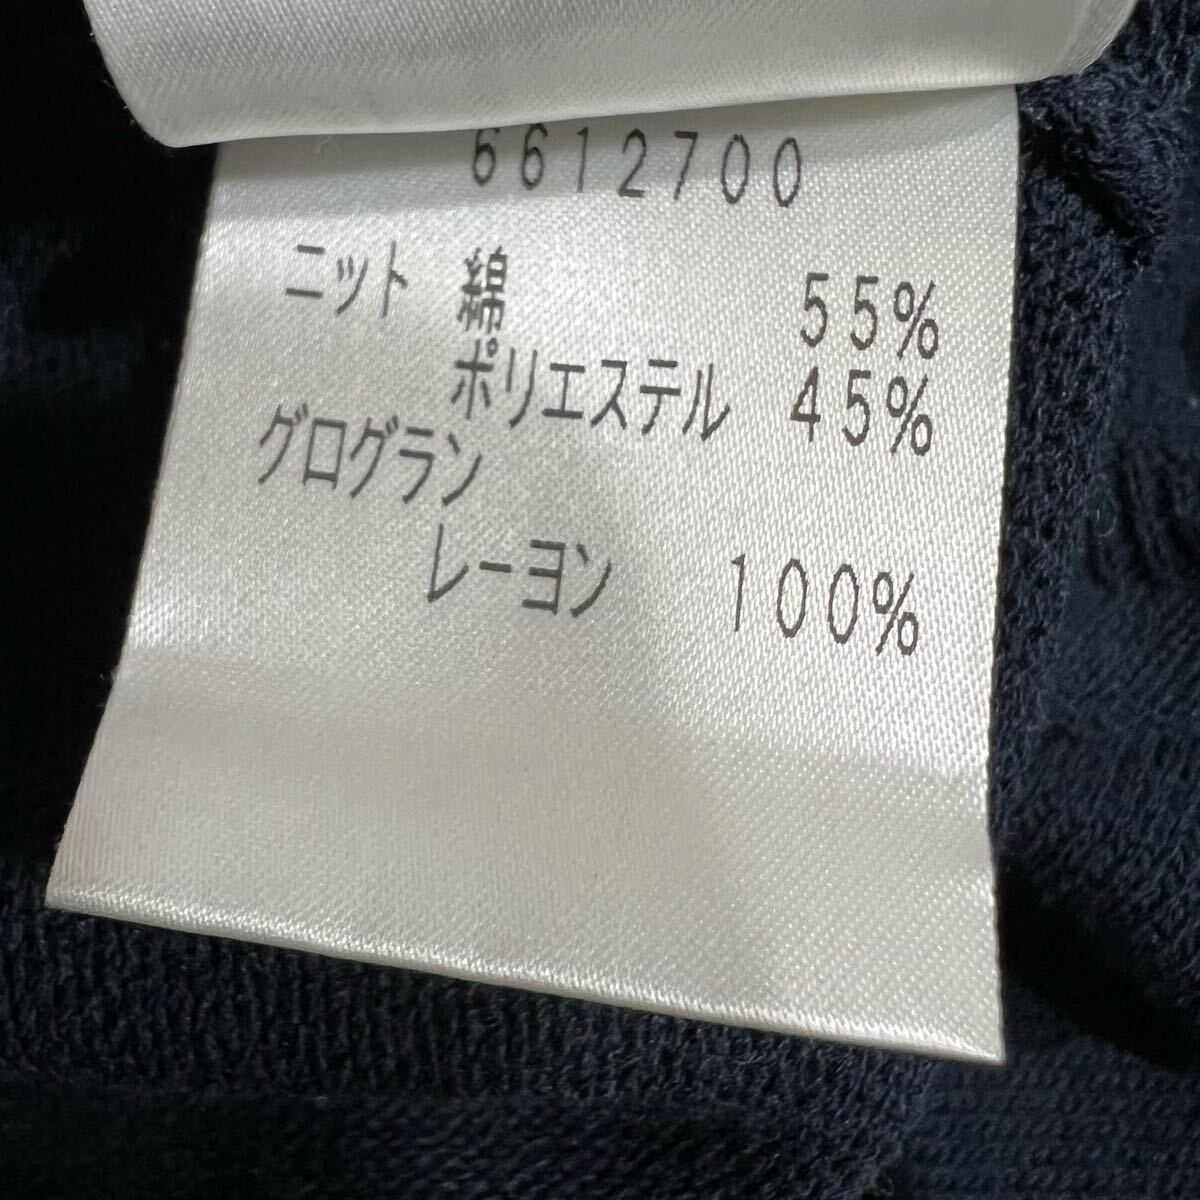 6612700
ニット 綿 55%
ポリエステル 45%
グログラン
レーヨン 100%